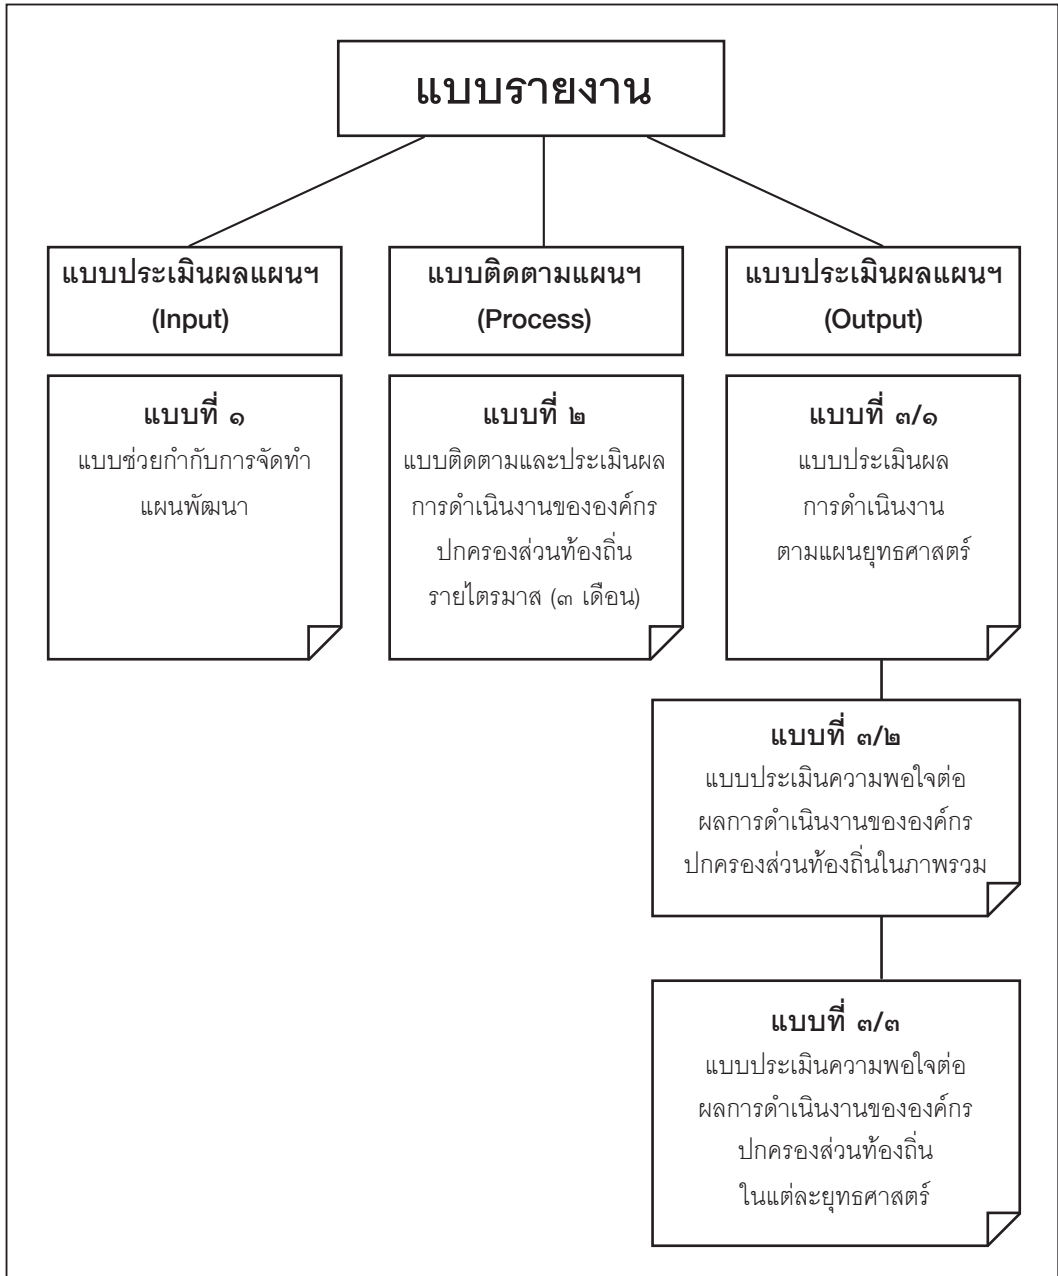 แบบรายงาน
แบบประเมินผลแผนฯ
(Input)
แบบติดตามแผนฯ
(Process)
แบบประเมินผลแผนฯ
(Output)
แบบที่ ๑
แบบช่วยกำกับการจัดทำ
แผนพัฒนา
แบบที่ ๒
แบบติดตามและประเมินผล
การดำเนินงานขององค์กร
ปกครองส่วนท้องถิ่น
รายไตรมาส (๓ เดือน)
แบบที่ ๓/๑
แบบประเมินผล
การดำเนินงาน
ตามแผนยุทธศาสตร์
แบบที่ ๓/๒
แบบประเมินความพอใจต่อ
ผลการดำเนินงานขององค์กร
ปกครองส่วนท้องถิ่นในภาพรวม
แบบที่ ๓/๓
แบบประเมินความพอใจต่อ
ผลการดำเนินงานขององค์กร
ปกครองส่วนท้องถิ่น
ในแต่ละยุทธศาสตร์